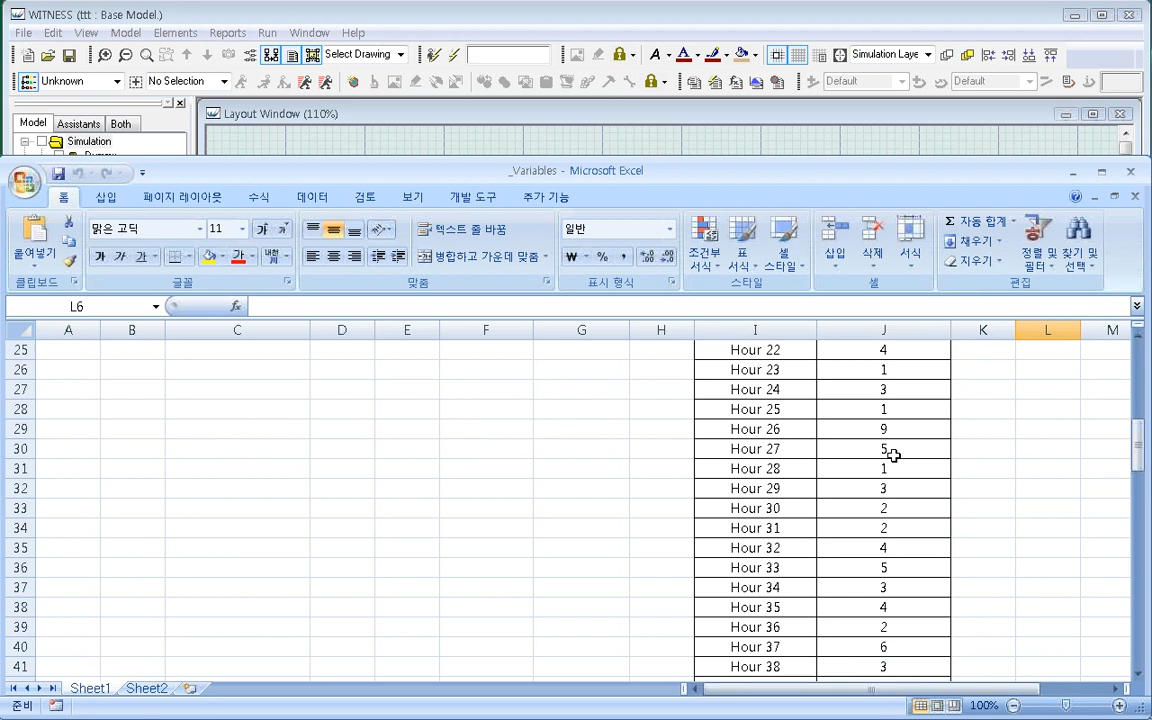 WITNESS (ttt : Base Model.)
File Edit View Model Elements Reports Run Window Help
Select Drawing A A Simulation Laye
Unknown No Selection Default Default
Model Assistants Both
Layout Window (110%)
Simulation
_Variables - Microsoft Excel
홈 삽입 페이지 레이아웃 수식 데이터 검토 보기 개발 도구 추가 기능
붙여넣기
맑은 고딕 11 가 가
텍스트 줄 바꿈
일반
조건부 서식 표 서식 셀 스타일
삽입 삭제 서식
Σ 자동 합계
채우기
지우기
정렬 및 필터 찾기 및 선택
가 가 가 가 내천
병합하고 가운데 맞춤
₩ % ,
클립보드 글꼴 맞춤 표시 형식 스타일 셀 편집
L6 fx
A B C D E F G H I J K L M
25 Hour 22 4
26 Hour 23 1
27 Hour 24 3
28 Hour 25 1
29 Hour 26 9
30 Hour 27 5
31 Hour 28 1
32 Hour 29 3
33 Hour 30 2
34 Hour 31 2
35 Hour 32 4
36 Hour 33 5
37 Hour 34 3
38 Hour 35 4
39 Hour 36 2
40 Hour 37 6
41 Hour 38 3
Sheet1 Sheet2
준비 100%